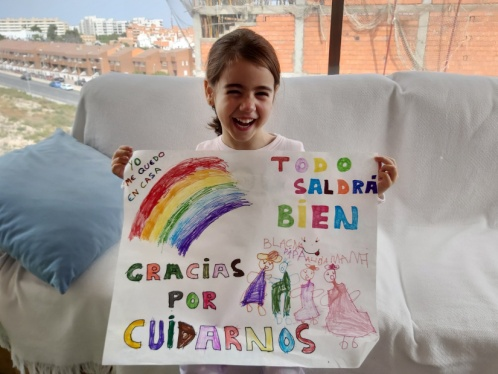 YO
ME QUEDO
EN CASA
TODO
SALDRÁ
BIEN
GRACIAS
POR
CUIDARNOS